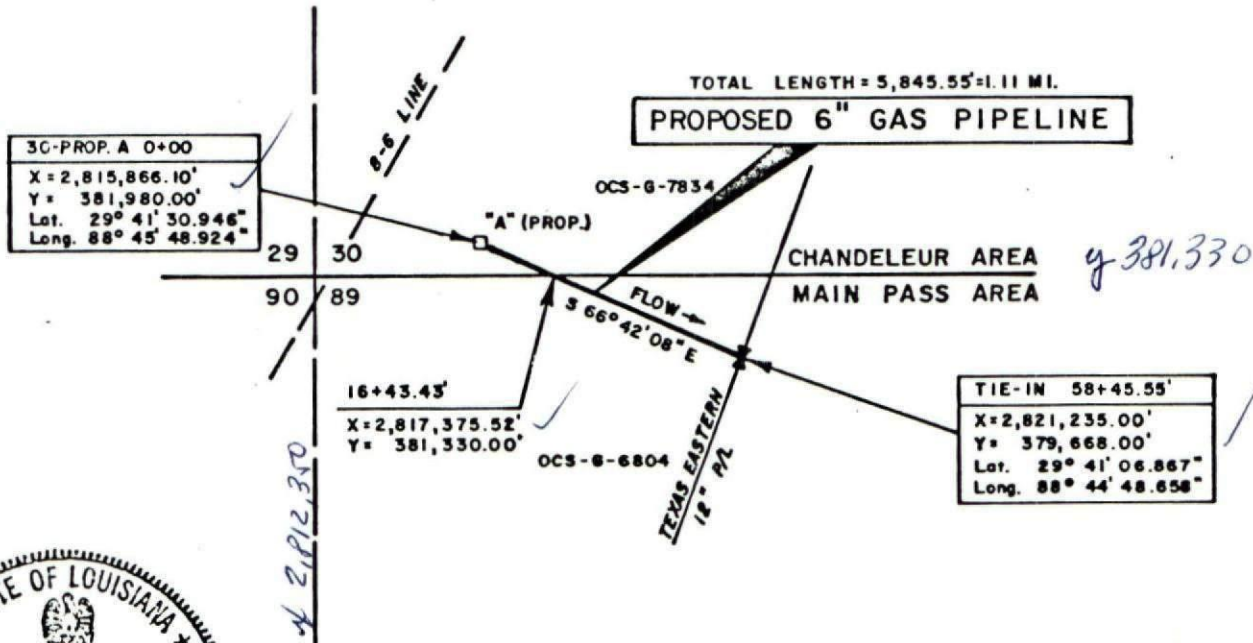 TOTAL LENGTH = 5,845.55'=1.11 MI.
PROPOSED 6" GAS PIPELINE
8-6 LINE
30-PROP. A 0+00
X = 2,815,866.10'
Y = 381,980.00'
Lat. 29° 41' 30.946"
Long. 88° 45' 48.924"
OCS-G-7834
"A" (PROP.)
29 30
CHANDELEUR AREA
y 381,330
90 89
MAIN PASS AREA
FLOW
S 66° 42' 08" E
16+43.43'
X = 2,817,375.52'
Y = 381,330.00'
OCS-G-6804
TIE-IN 58+45.55'
X = 2,821,235.00'
Y = 379,668.00'
Lat. 29° 41' 06.867"
Long. 88° 44' 48.658"
TEXAS EASTERN
12" P/L
x 2,812,350
E OF LOUISIANA